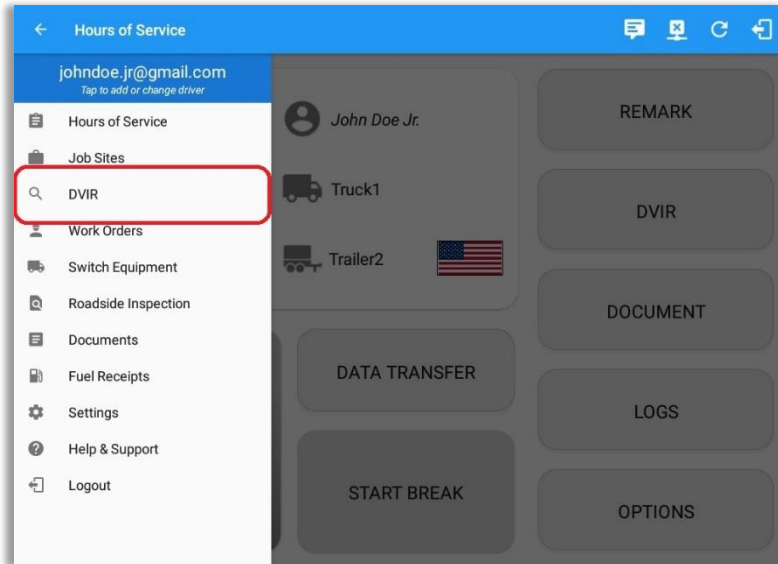 Hours of Service
johndoe.jr@gmail.com
Tap to add or change driver
Hours of Service
Job Sites
DVIR
Work Orders
Switch Equipment
Roadside Inspection
Documents
Fuel Receipts
Settings
Help & Support
Logout
John Doe Jr.
Truck1
Trailer2
DATA TRANSFER
START BREAK
REMARK
DVIR
DOCUMENT
LOGS
OPTIONS